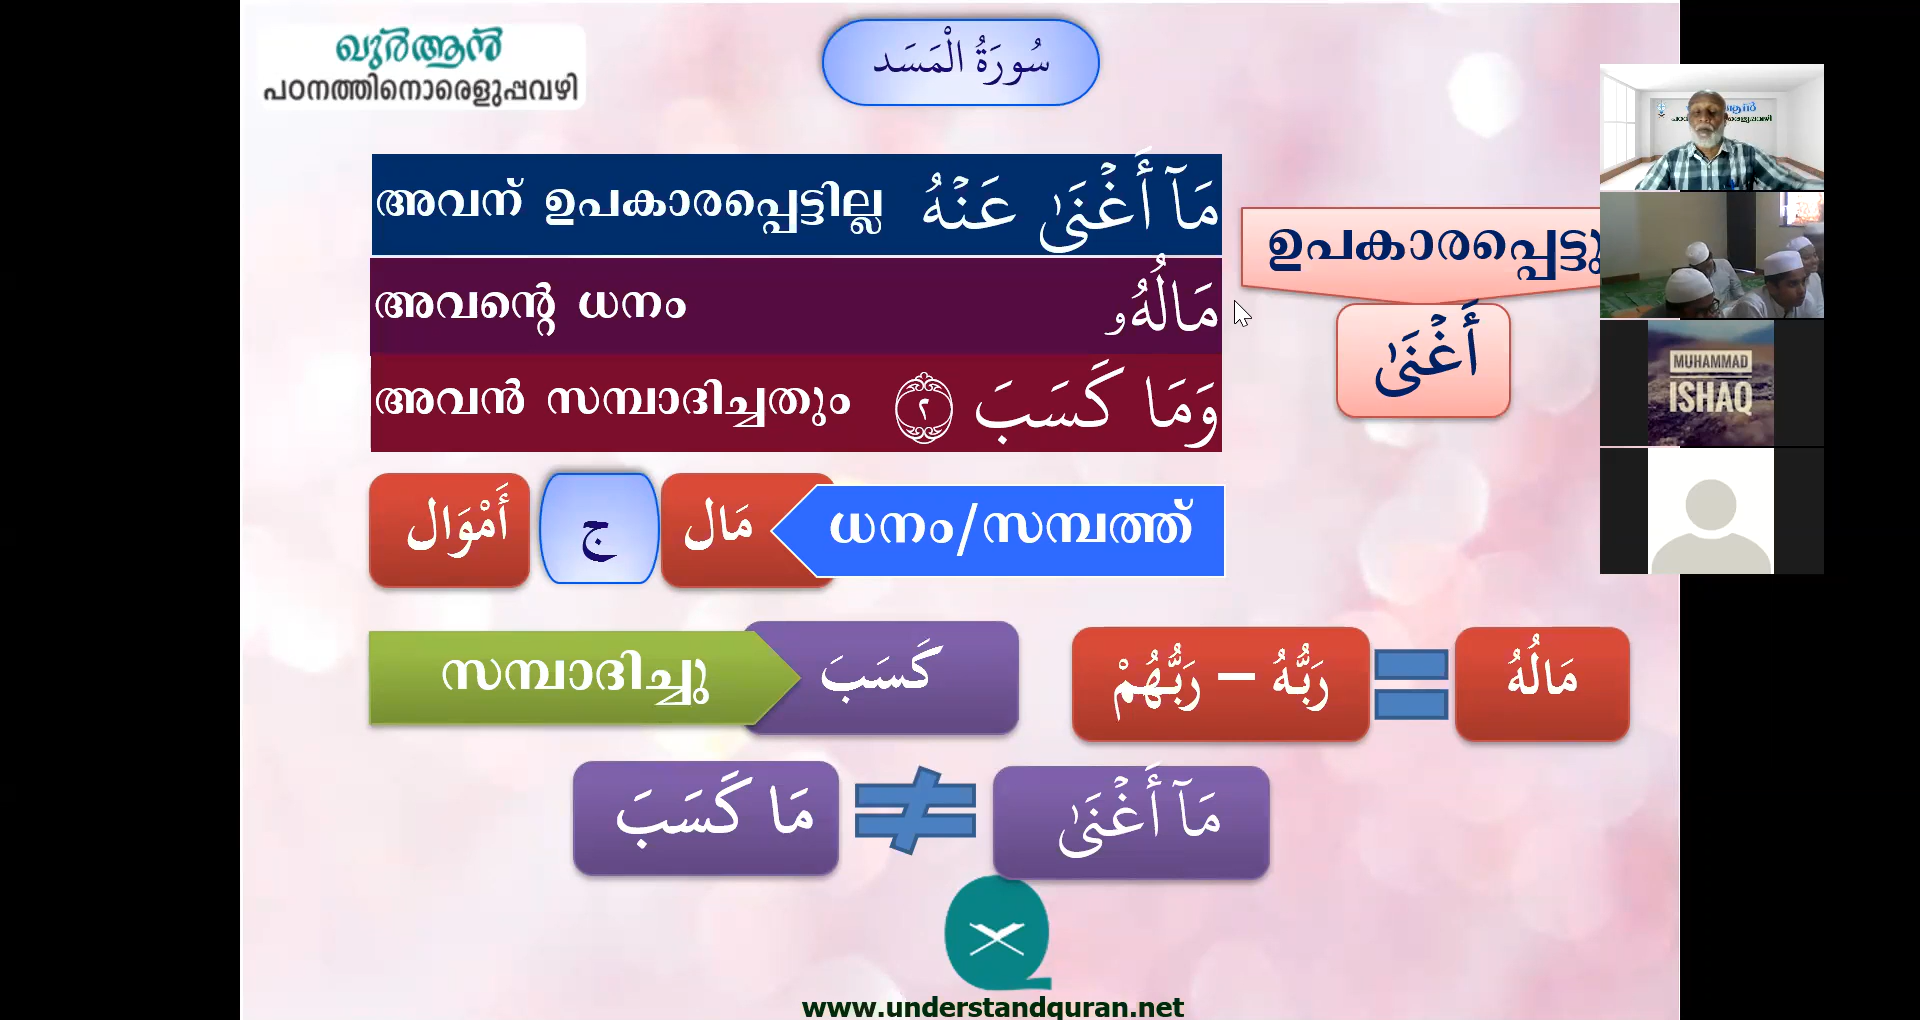 ഖുർആൻ
പഠനത്തിനൊരെളുപ്പവഴി
سُورَةُ الْمَسَد
അവന് ഉപകാരപ്പെട്ടില്ല مَآ أَغْنَىٰ عَنْهُ
അവന്റെ ധനം مَالُهُۥ
അവൻ സമ്പാദിച്ചതും وَمَا كَسَبَ ٢
ഉപകാരപ്പെട്ടു
أَغْنَىٰ
ധനം/സമ്പത്ത് مَال ج أَمْوَال
സമ്പാദിച്ചു كَسَبَ
مَالُهُ = رَبُّهُ – رَبُّهُمْ
مَآ أَغْنَىٰ ≠ مَا كَسَبَ
www.understandquran.net
MUHAMMAD
ISHAQ